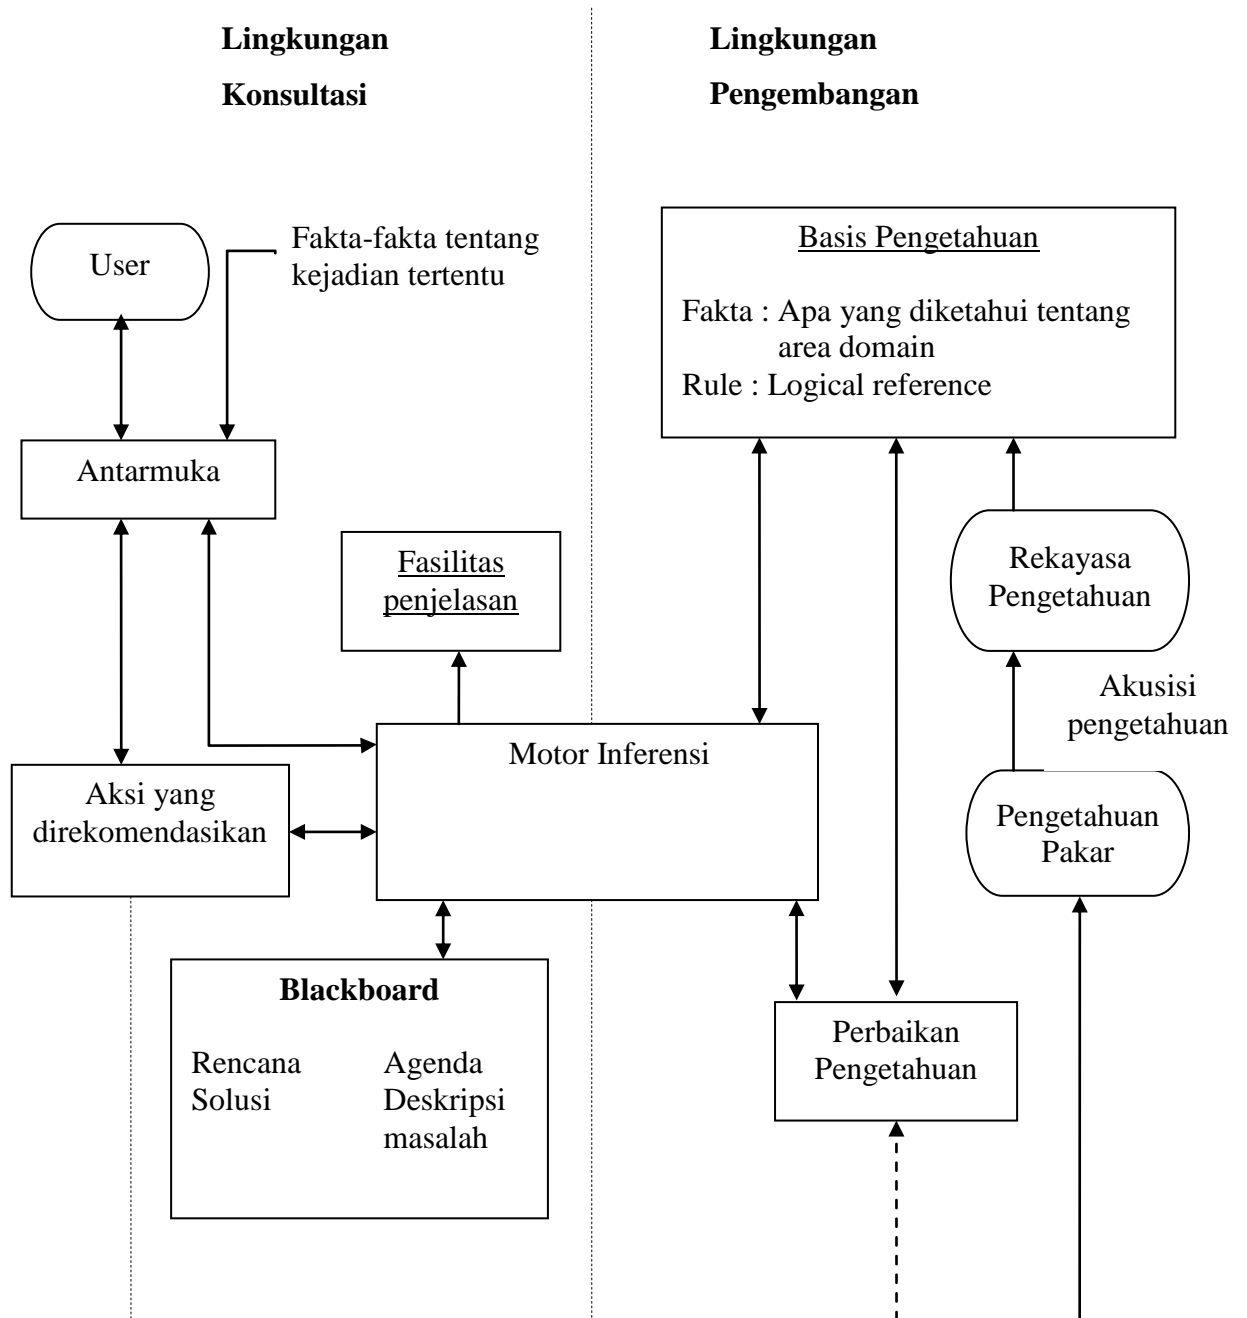 Lingkungan
Konsultasi
Lingkungan
Pengembangan
User
Fakta-fakta tentang
kejadian tertentu
Basis Pengetahuan
Fakta : Apa yang diketahui tentang
area domain
Rule : Logical reference
Antarmuka
Fasilitas
penjelasan
Rekayasa
Pengetahuan
Akusisi
pengetahuan
Motor Inferensi
Aksi yang
direkomendasikan
Pengetahuan
Pakar
Blackboard
Rencana
Solusi
Agenda
Deskripsi
masalah
Perbaikan
Pengetahuan